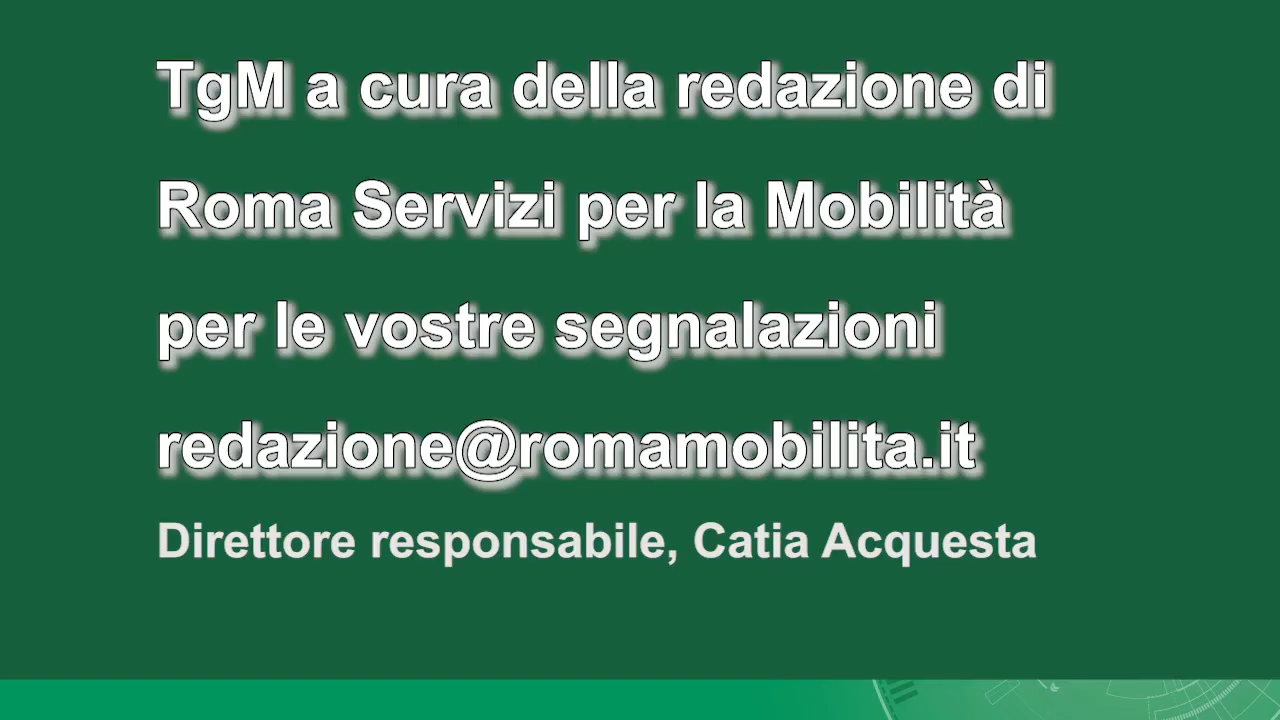 TgM a cura della redazione di
Roma Servizi per la Mobilità
per le vostre segnalazioni
redazione@romamobilita.it
Direttore responsabile, Catia Acquesta